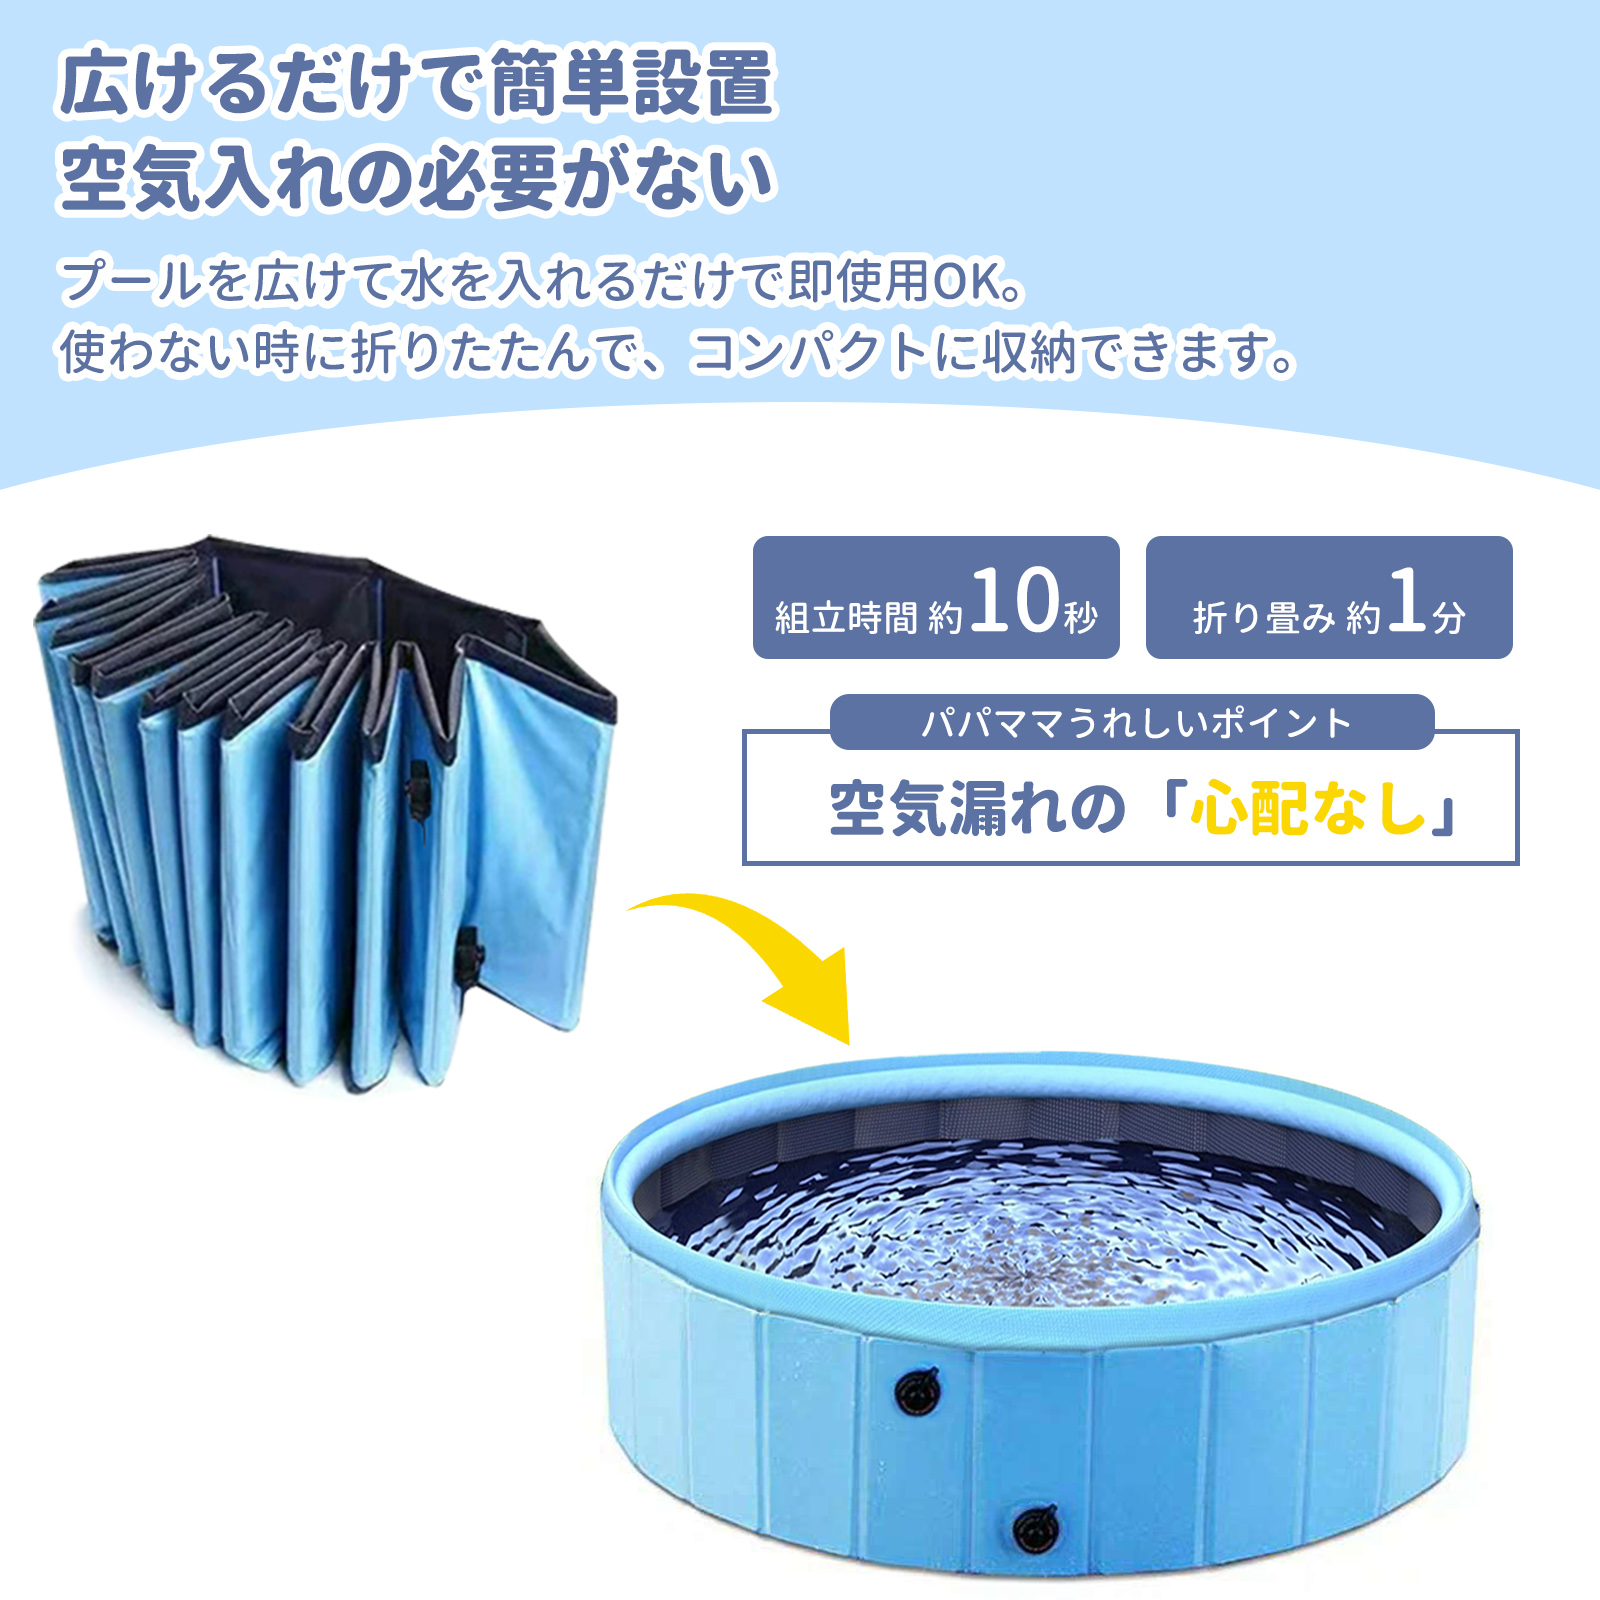 広げるだけで簡単設置
空気入れの必要がない
プールを広げて水を入れるだけで即使用OK。
使わない時に折りたたんで、コンパクトに収納できます。
組立時間 約10秒
折り畳み 約1分
パパママうれしいポイント
空気漏れの「心配なし」